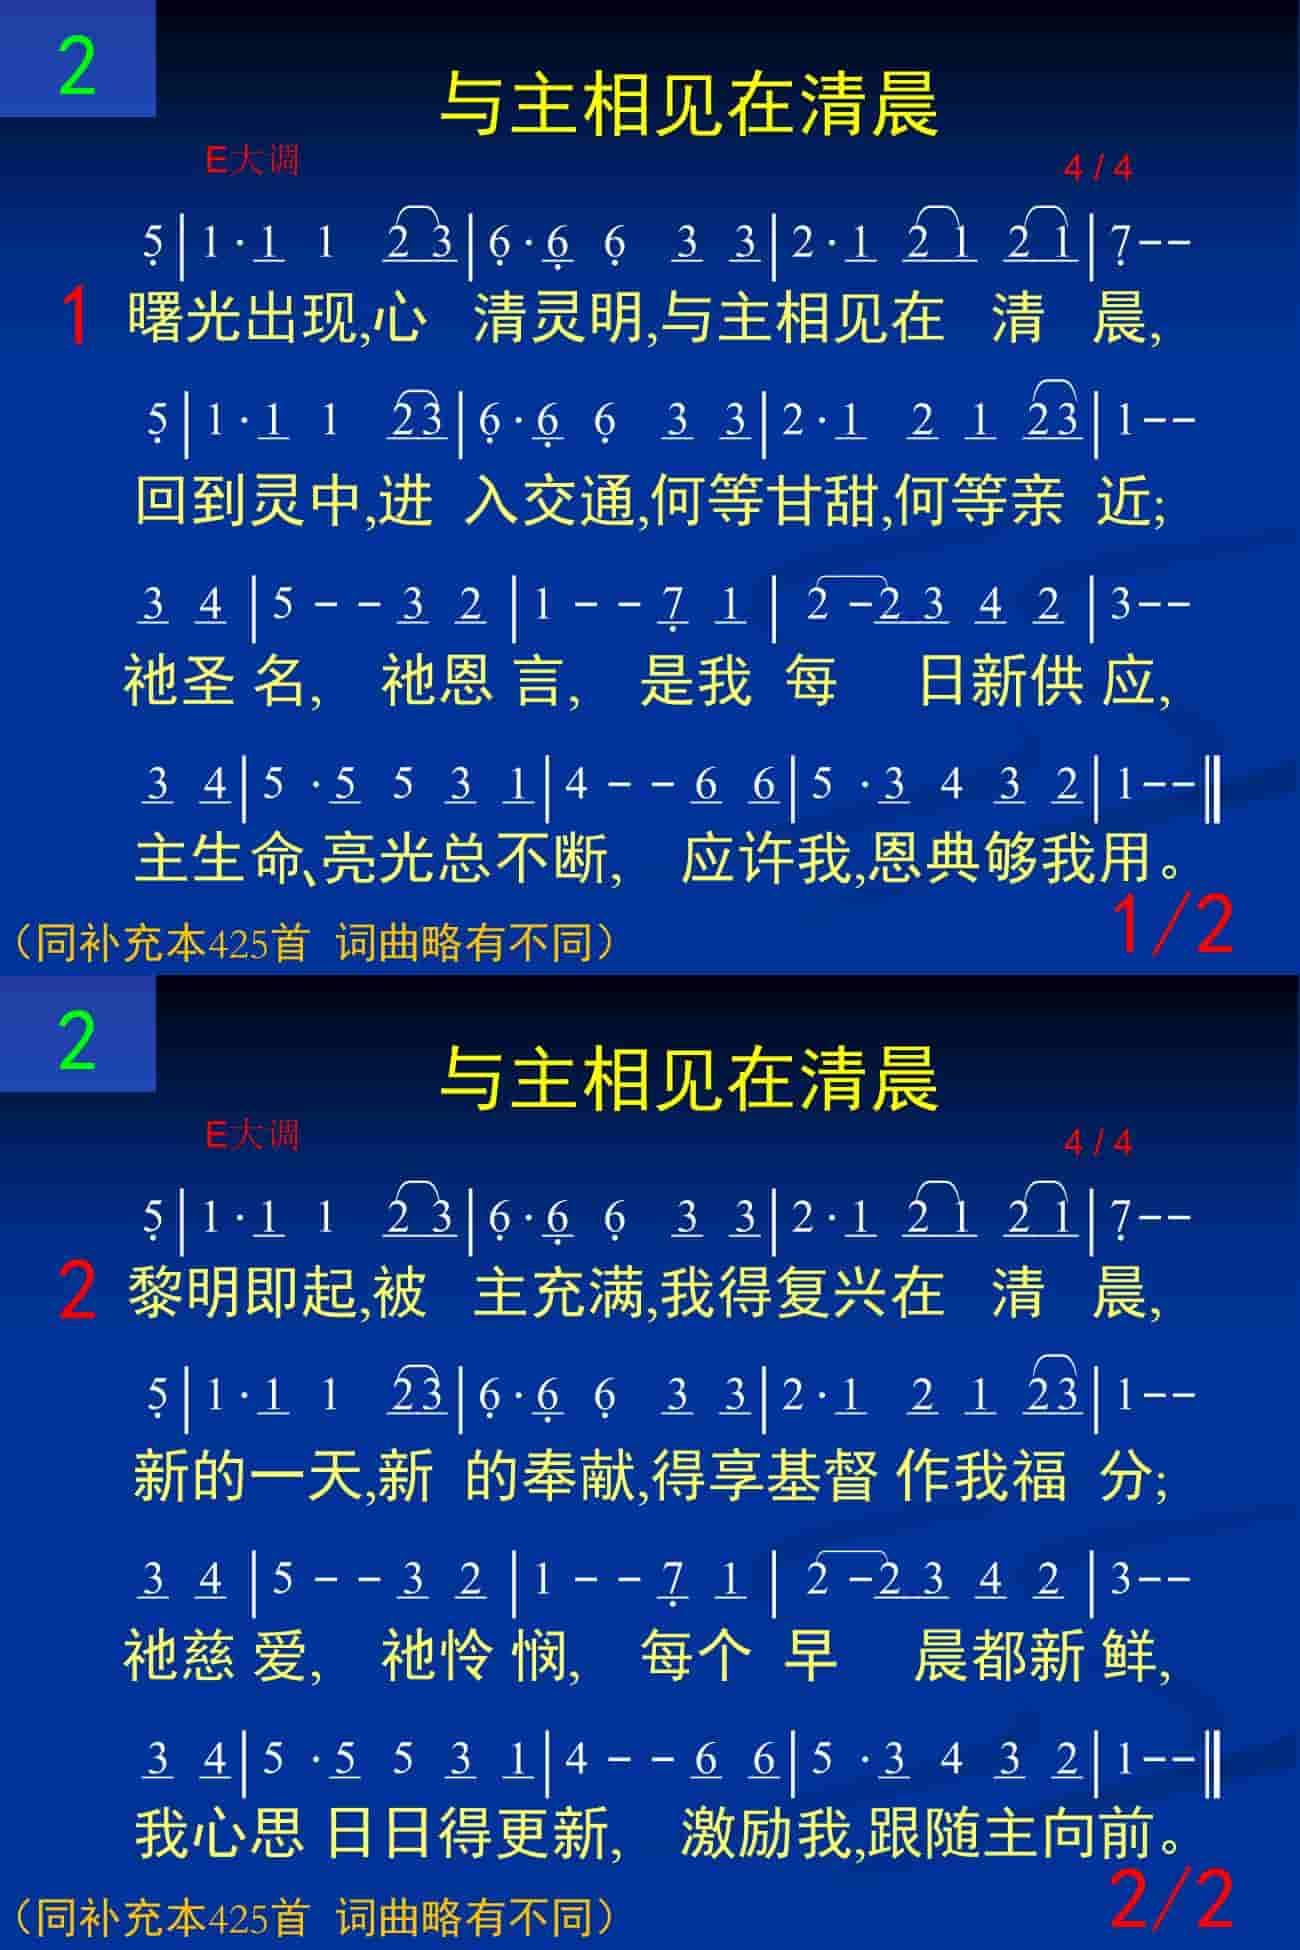 2
与主相见在清晨
E大调 4 / 4
5̣ | 1 · 1 1 2 3 | 6̣ · 6̣ 6̣ 3 3 | 2 · 1 2 1 2 1 | 7̣ – –
1 曙光出现,心 清灵明,与主相见在 清 晨,
5̣ | 1 · 1 1 2 3 | 6̣ · 6̣ 6̣ 3 3 | 2 · 1 2 1 2 3 | 1 – –
回到灵中,进 入交通,何等甘甜,何等亲 近;
3 4 | 5 – – 3 2 | 1 – – 7̣ 1 | 2 – 2 3 4 2 | 3 – –
祂圣 名, 祂恩 言, 是我 每 日新供 应,
3 4 | 5 · 5 5 3 1 | 4 – – 6 6 | 5 · 3 4 3 2 | 1 – – ‖
主生命、亮光总不断, 应许我,恩典够我用。
(同补充本425首 词曲略有不同)
1/2
2
与主相见在清晨
E大调 4 / 4
5̣ | 1 · 1 1 2 3 | 6̣ · 6̣ 6̣ 3 3 | 2 · 1 2 1 2 1 | 7̣ – –
2 黎明即起,被 主充满,我得复兴在 清 晨,
5̣ | 1 · 1 1 2 3 | 6̣ · 6̣ 6̣ 3 3 | 2 · 1 2 1 2 3 | 1 – –
新的一天,新 的奉献,得享基督 作我福 分;
3 4 | 5 – – 3 2 | 1 – – 7̣ 1 | 2 – 2 3 4 2 | 3 – –
祂慈 爱, 祂怜 悯, 每个 早 晨都新 鲜,
3 4 | 5 · 5 5 3 1 | 4 – – 6 6 | 5 · 3 4 3 2 | 1 – – ‖
我心思 日日得更新, 激励我,跟随主向前。
(同补充本425首 词曲略有不同)
2/2